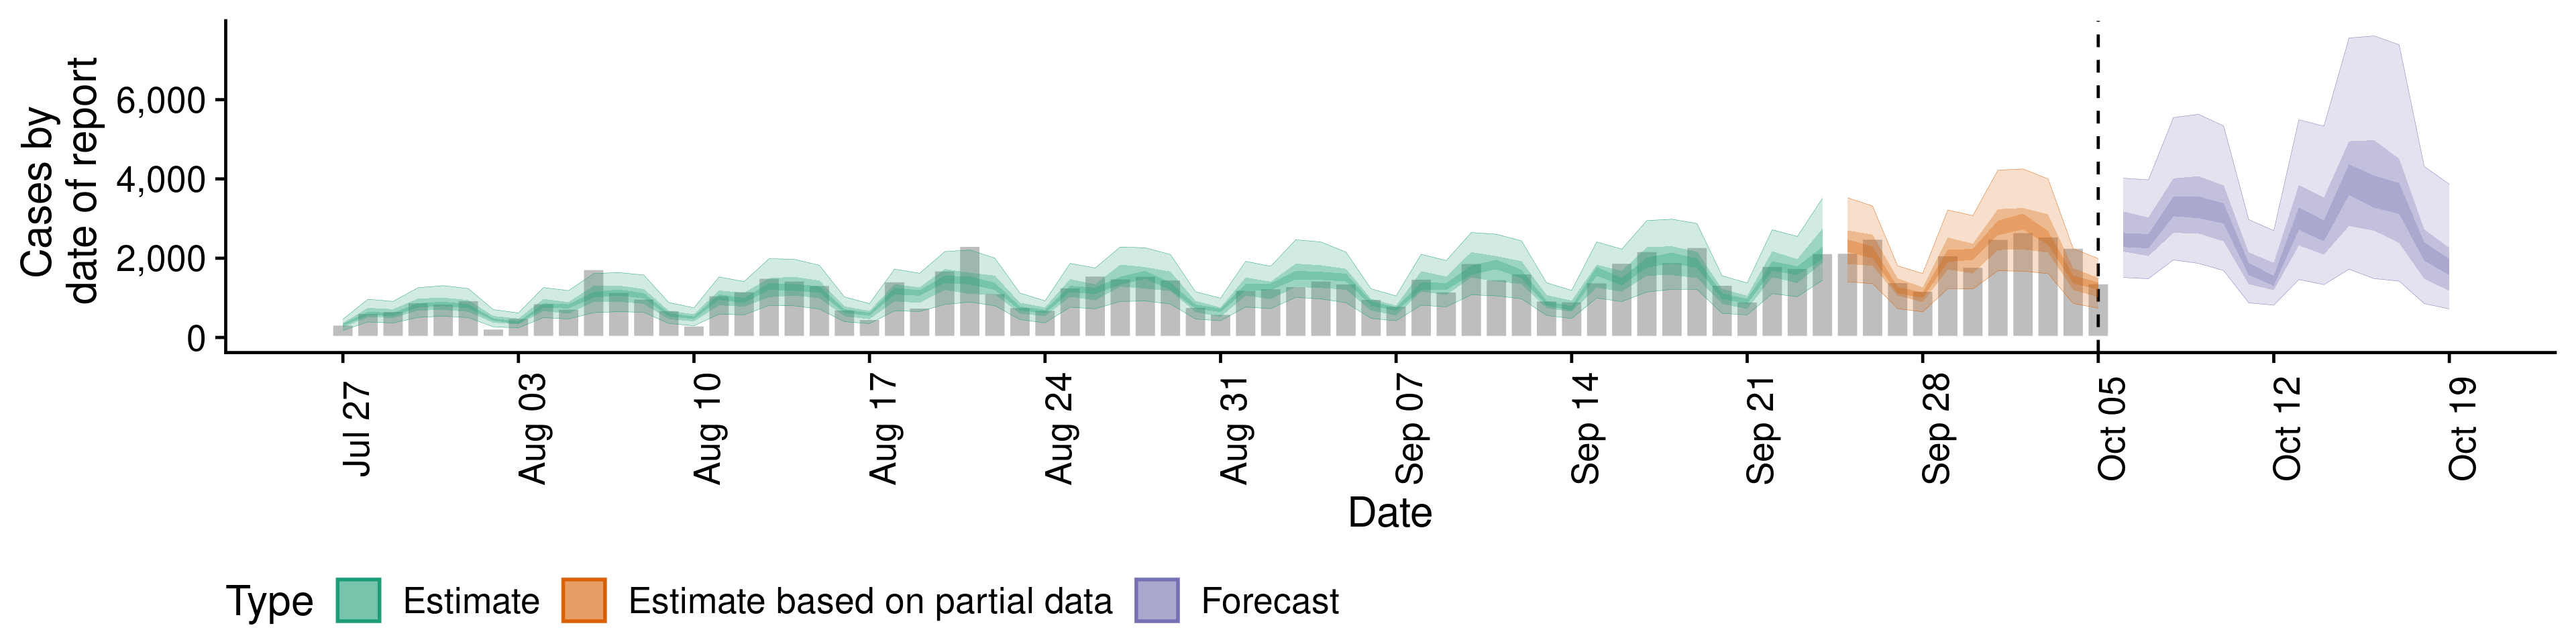 Cases by
date of report
6,000
4,000
2,000
0
Jul 27
Aug 03
Aug 10
Aug 17
Aug 24
Aug 31
Sep 07
Sep 14
Sep 21
Sep 28
Oct 05
Oct 12
Oct 19
Date
Type Estimate Estimate based on partial data Forecast